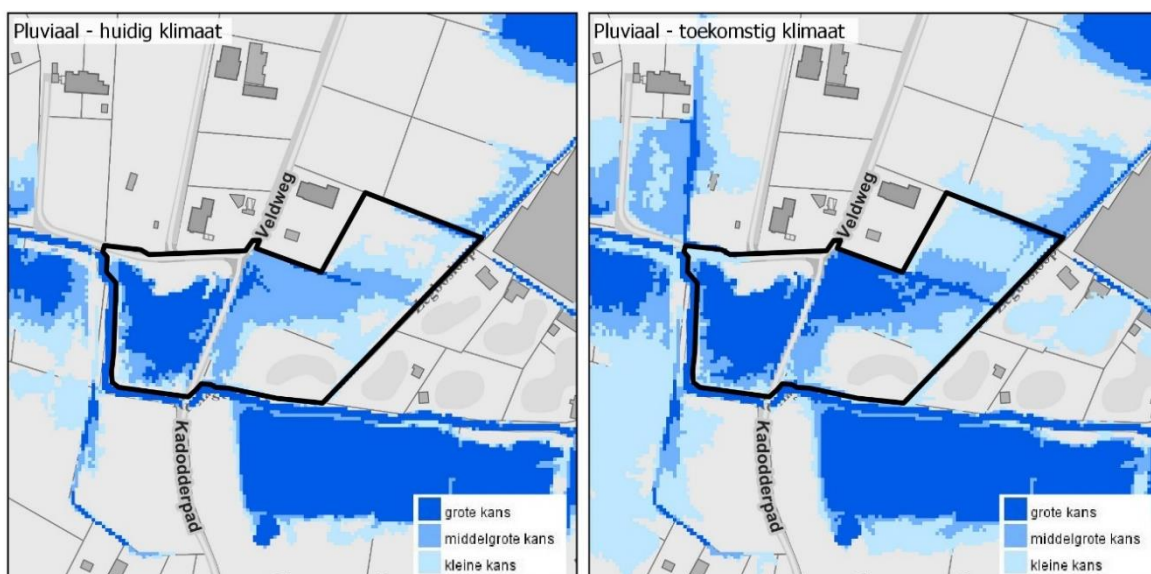 Pluviaal - huidig klimaat
Veldweg
Kadodderpad
grote kans
middelgrote kans
kleine kans
Pluviaal - toekomstig klimaat
Veldweg
Kadodderpad
grote kans
middelgrote kans
kleine kans